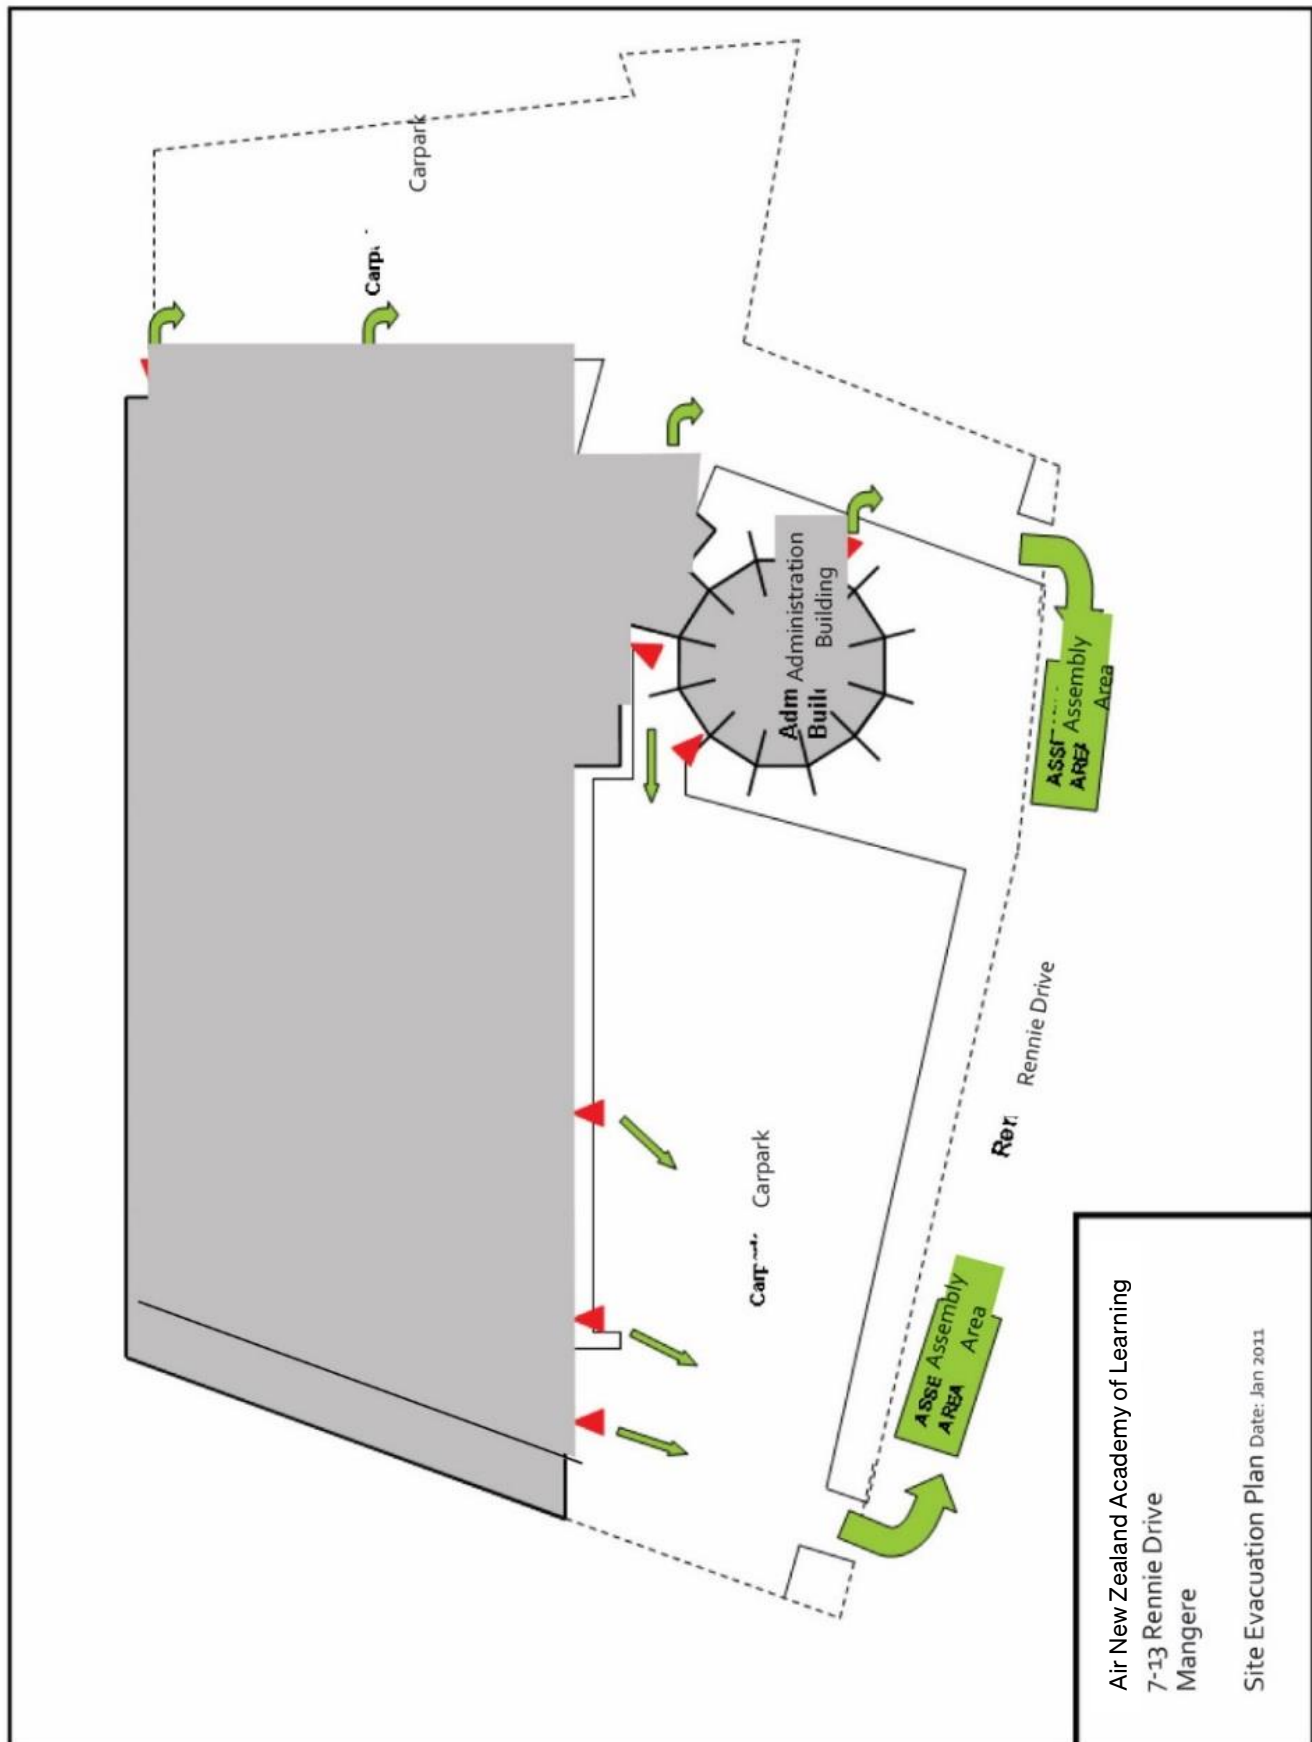 Carpark
Administration
Building
Assembly
Area
Rennie Drive
Carpark
Assembly
Area
AREA
Air New Zealand Academy of Learning
7-13 Rennie Drive
Mangere
Site Evacuation Plan Date: Jan 2011